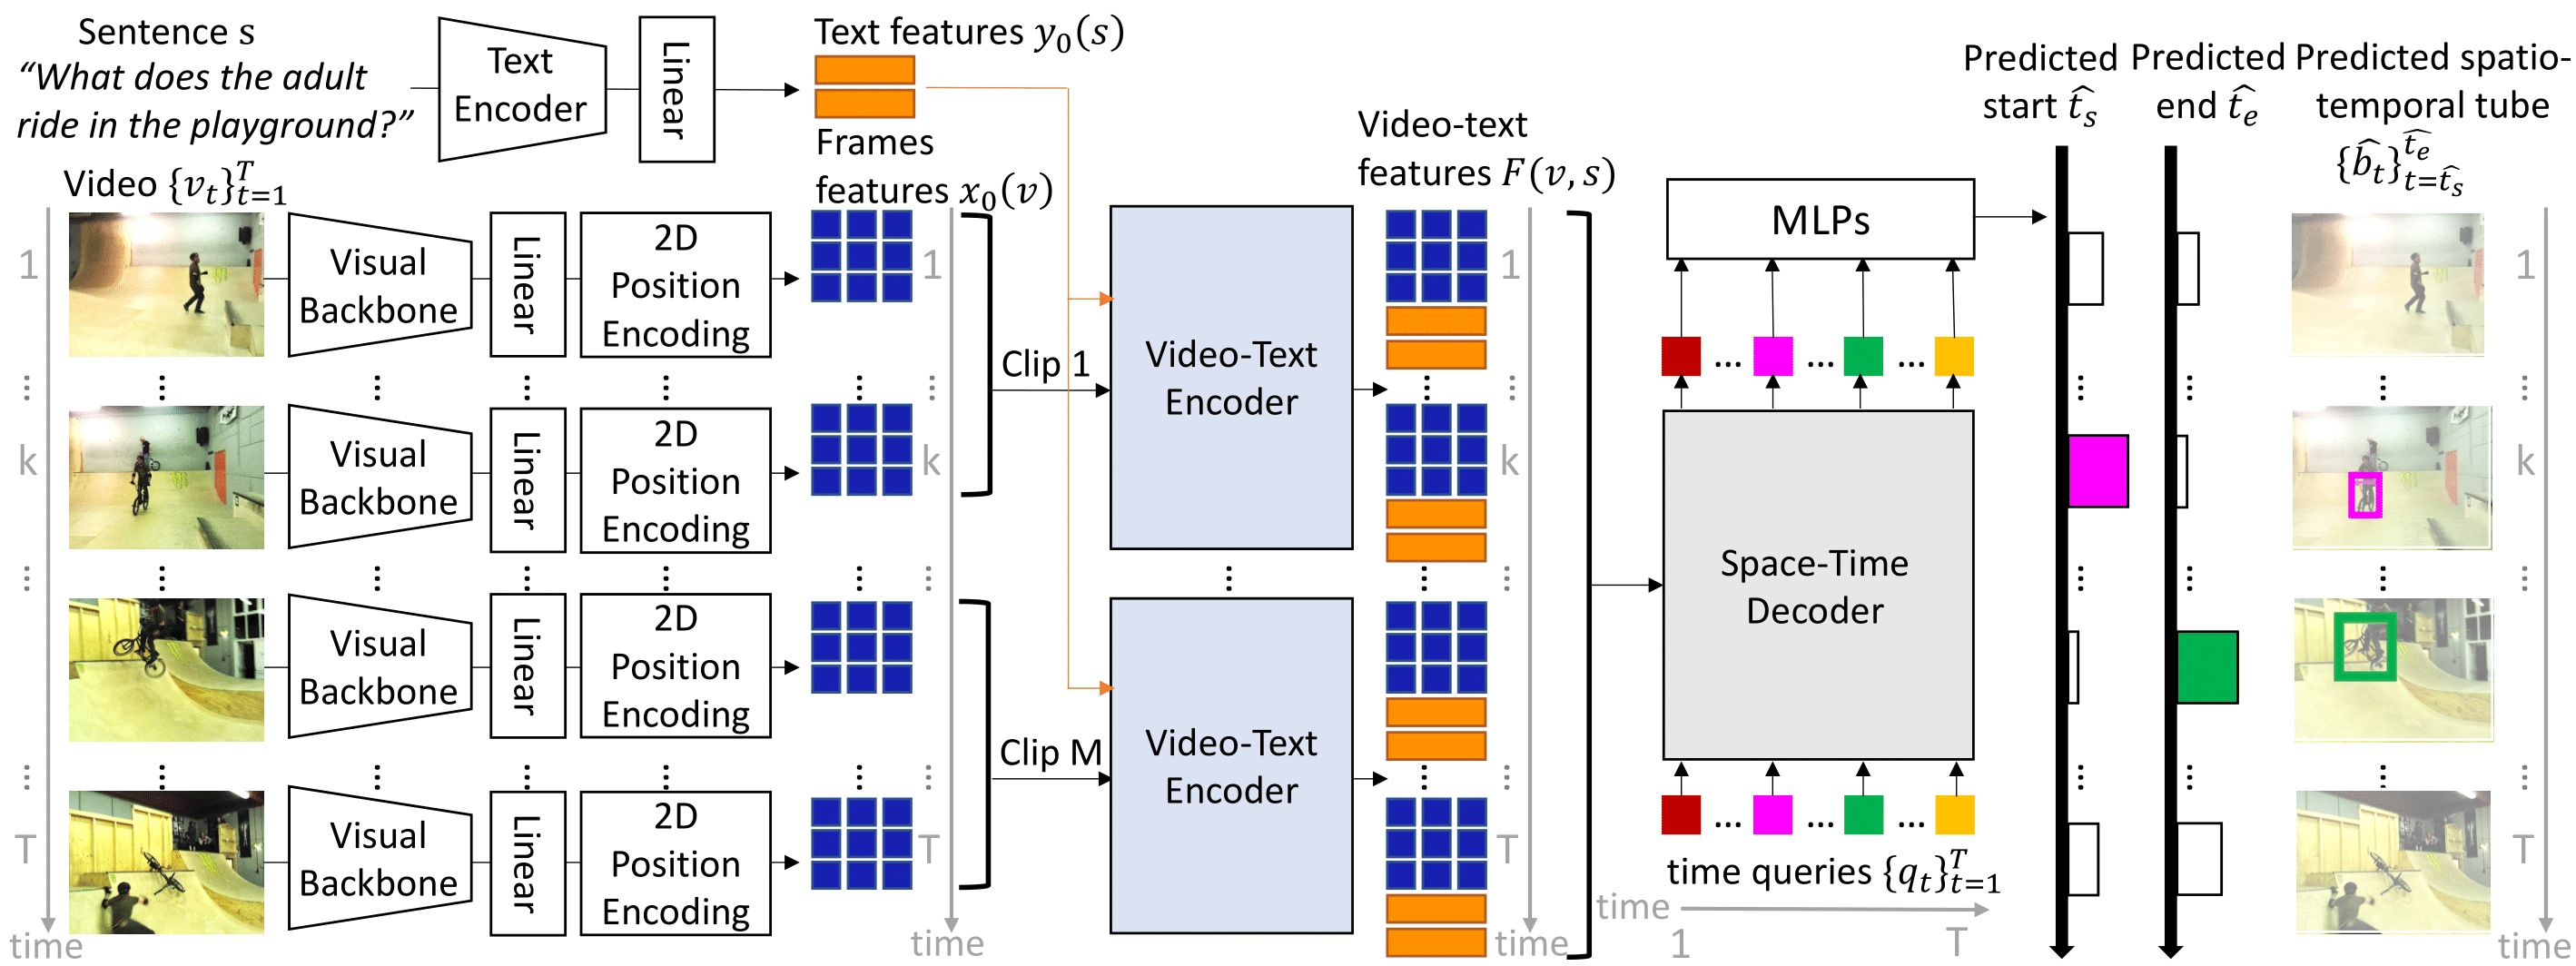 Sentence s
“What does the adult
ride in the playground?”
Text
Encoder
Linear
Text features y₀(s)
Frames
features x₀(v)
Video {v_t}_{t=1}^T
1
⋮
k
⋮
⋮
T
time
Visual
Backbone
Linear
2D
Position
Encoding
Visual
Backbone
Linear
2D
Position
Encoding
Visual
Backbone
Linear
2D
Position
Encoding
Visual
Backbone
Linear
2D
Position
Encoding
1
k
T
time
Clip 1
Clip M
Video-Text
Encoder
Video-Text
Encoder
Video-text
features F(v, s)
1
k
T
time
MLPs
...
...
...
Space-Time
Decoder
...
...
...
time queries {q_t}_{t=1}^T
time
1
T
Predicted
start \hat{t_s}
Predicted
end \hat{t_e}
Predicted spatio-
temporal tube
{\hat{b_t}}_{t=\hat{t_s}}^{\hat{t_e}}
1
k
T
time